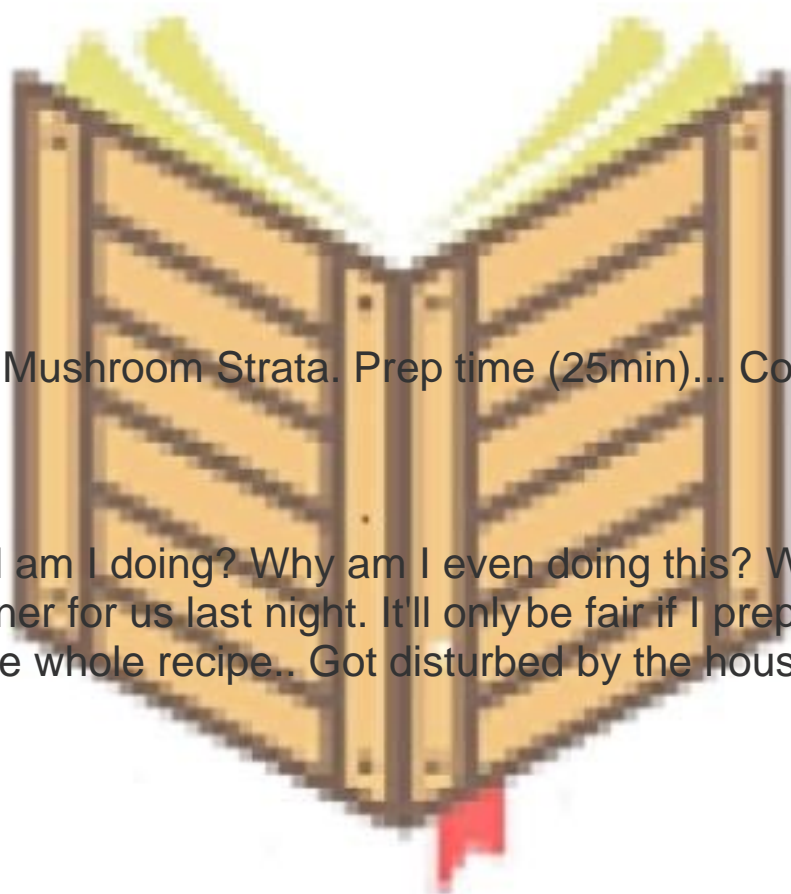 Mushroom Strata. Prep time (25min)... Co
am I doing? Why am I even doing this? W
ner for us last night. It'll only be fair if I prep
e whole recipe.. Got disturbed by the hous